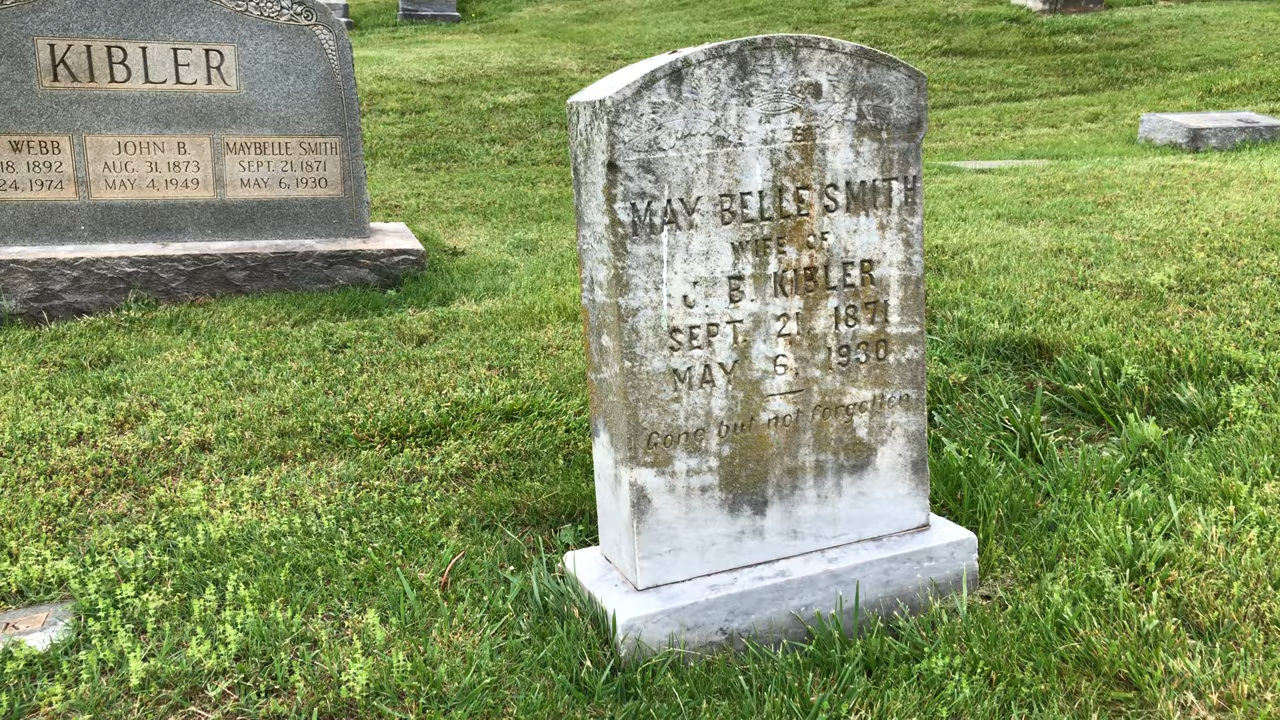 KIBLER
WEBB
18, 1892
24, 1974
JOHN B.
AUG. 31, 1873
MAY 4, 1949
MAYBELLE SMITH
SEPT. 21, 1871
MAY 6, 1930
MAY BELLE SMITH
WIFE OF
J. B. KIBLER
SEPT. 21, 1871
MAY 6, 1930
Gone but not forgotten